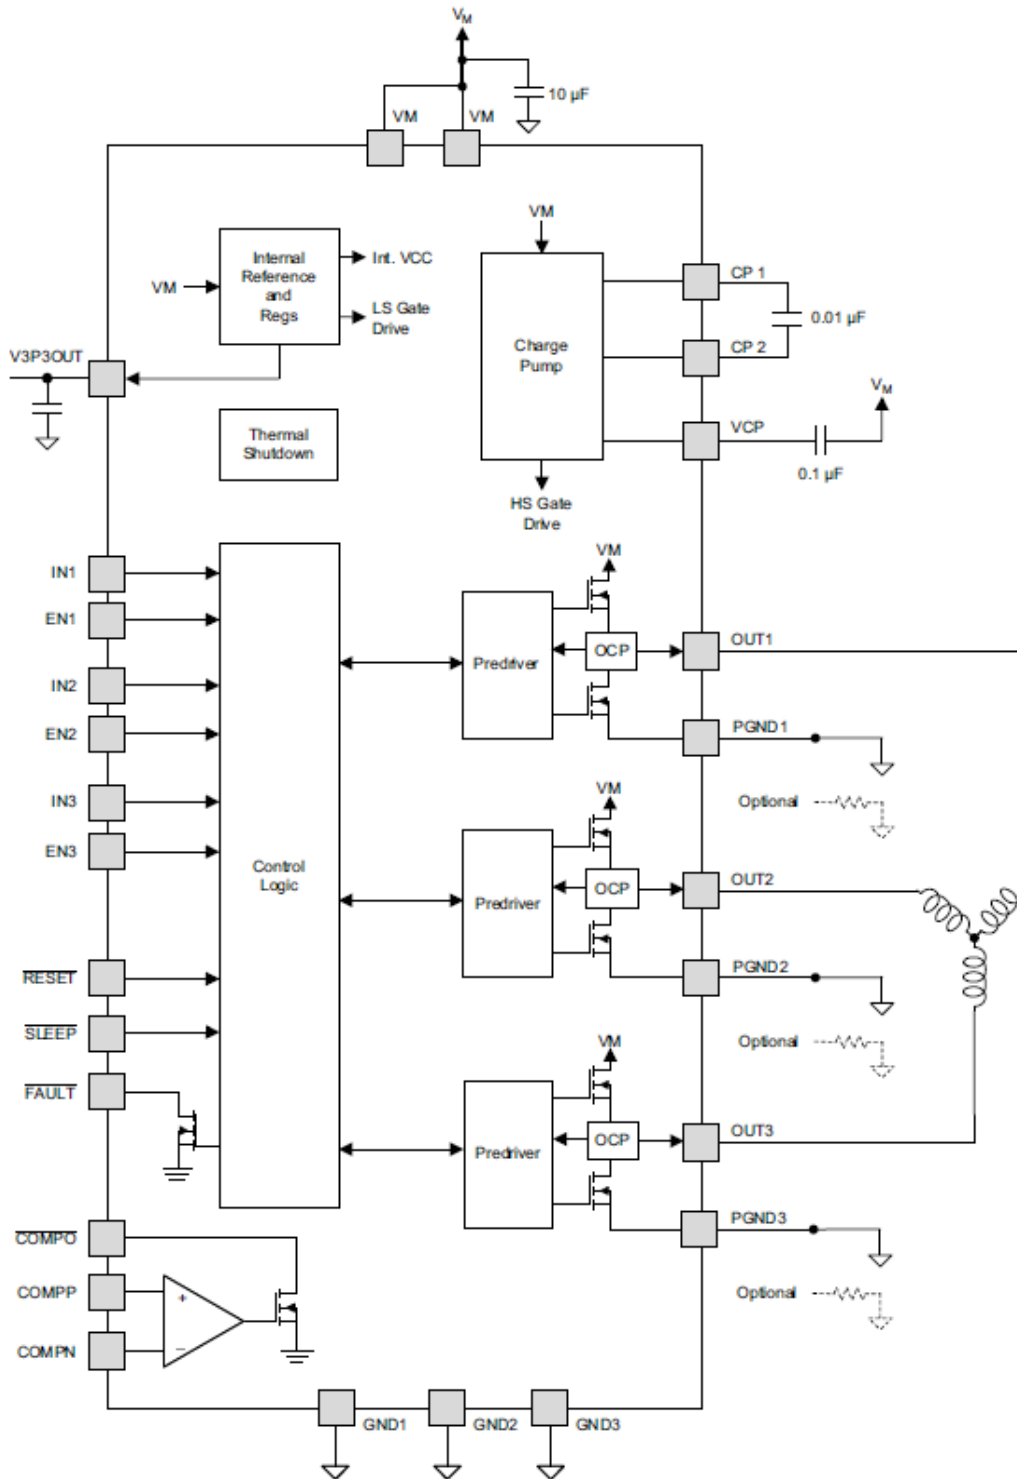 VM
VM
VM
10 µF
VM
Internal
Reference
and
Regs
Int. VCC
LS Gate
Drive
VM
Charge
Pump
CP 1
0.01 µF
CP 2
V3P3OUT
VM
VCP
0.1 µF
Thermal
Shutdown
HS Gate
Drive
IN1
EN1
IN2
EN2
IN3
EN3
Control
Logic
VM
Predriver
OCP
OUT1
PGND1
Optional
VM
Predriver
OCP
OUT2
PGND2
Optional
RESET
SLEEP
FAULT
VM
Predriver
OCP
OUT3
PGND3
Optional
COMPO
COMPP
+
COMPN
–
GND1
GND2
GND3